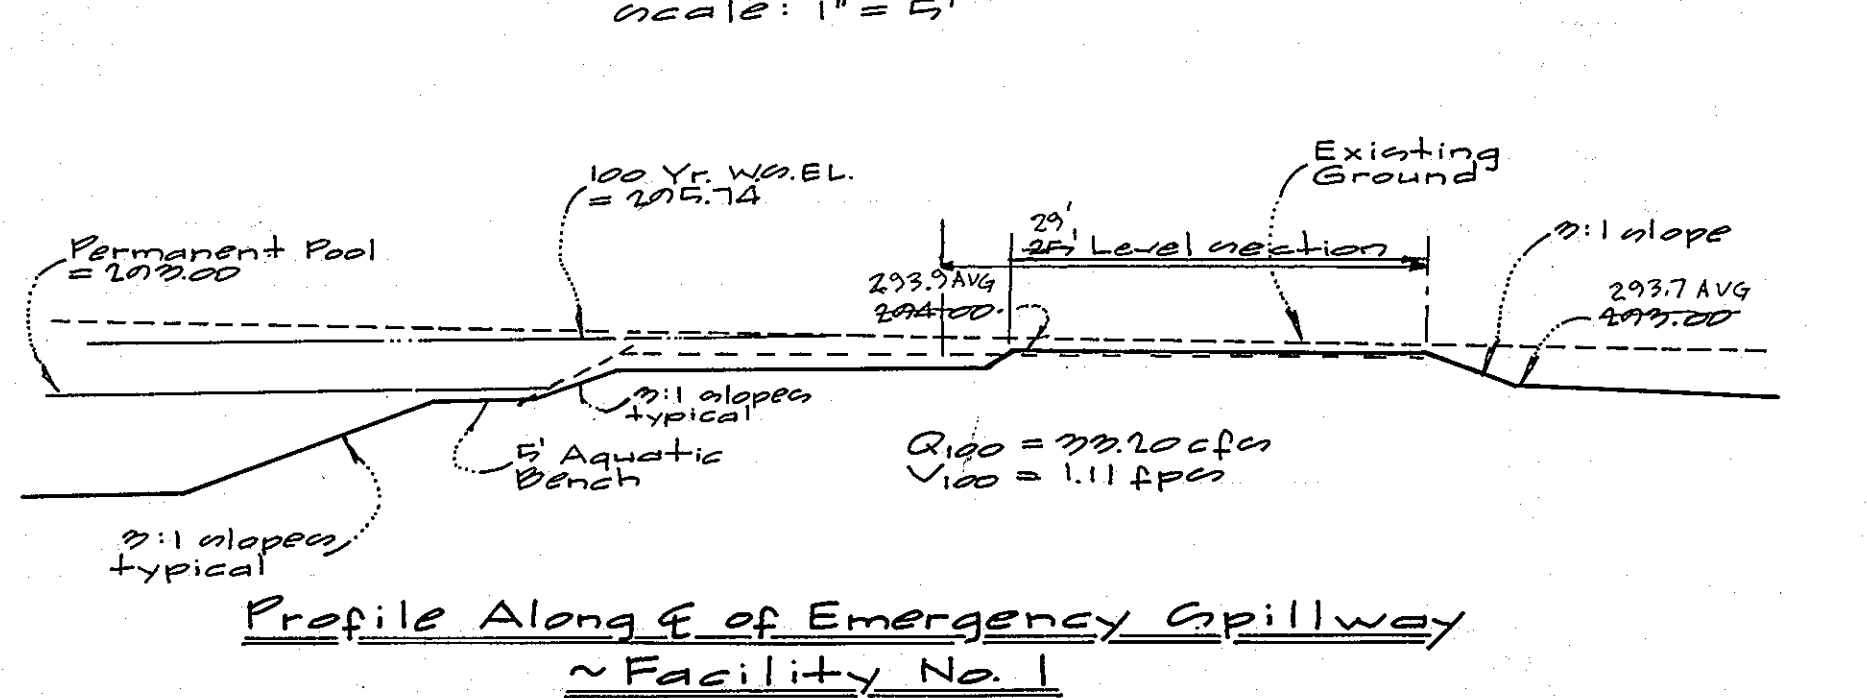 scale: 1" = 5'
100 Yr. W.S.EL.
= 295.74
Existing
Ground
Permanent Pool
= 293.00
29'
25' Level section
3:1 slope
293.9 AVG
294.00
293.7 AVG
293.00
3:1 slopes
typical
5' Aquatic
Bench
Q100 = 33.20 cfs
V100 = 1.11 fps
3:1 slopes
typical
Profile Along ℄ of Emergency Spillway
~ Facility No. 1